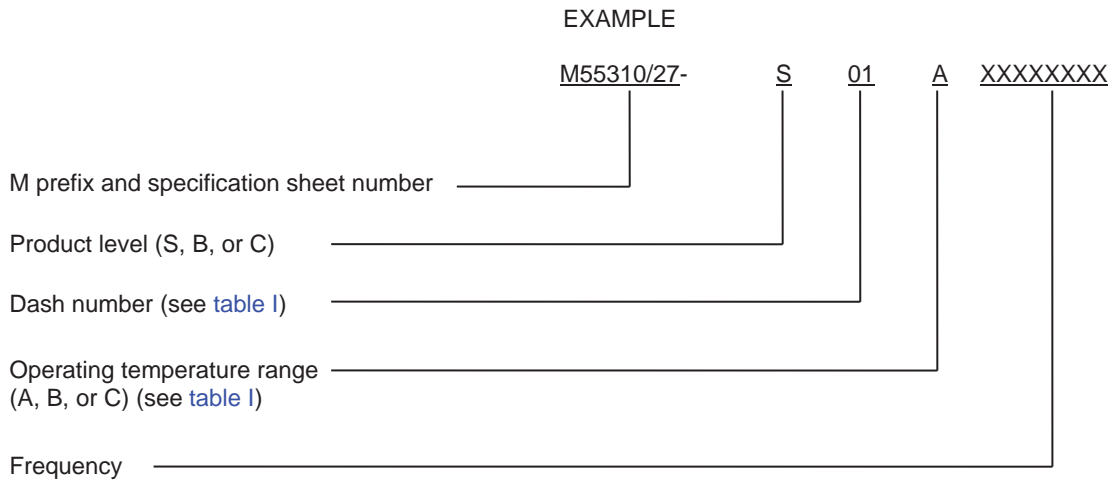 EXAMPLE
M55310/27- S 01 A XXXXXXXX
M prefix and specification sheet number
Product level (S, B, or C)
Dash number (see table I)
Operating temperature range
(A, B, or C) (see table I)
Frequency